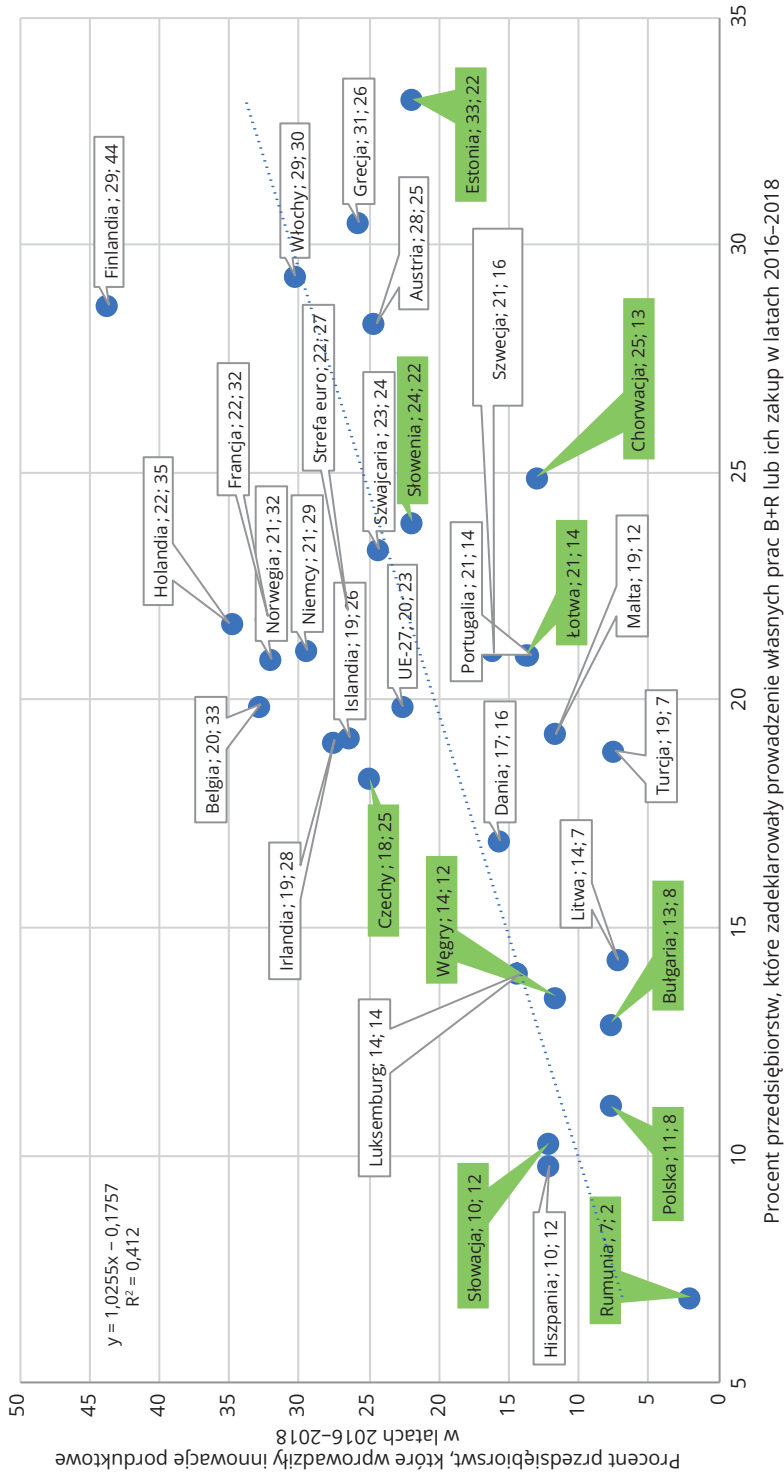 Procent przedsiębiorswt, które wprowadziły innowacje porduktowe
w latach 2016–2018
50
45
40
35
30
25
20
15
10
5
0
y = 1,0255x – 0,1757
R² = 0,412
Finlandia; 29; 44
Holandia; 22; 35
Francja; 22; 32
Norwegia; 21; 32
Belgia; 20; 33
Niemcy; 21; 29
Włochy; 29; 30
Strefa euro; 22; 27
Irlandia; 19; 28
Islandia; 19; 26
Grecja; 31; 26
Austria; 28; 25
Szwajcaria; 23; 24
Czechy; 18; 25
Słowenia; 24; 22
UE-27; 20; 23
Estonia; 33; 22
Luksemburg; 14; 14
Węgry; 14; 12
Dania; 17; 16
Portugalia; 21; 14
Szwecja; 21; 16
Słowacja; 10; 12
Hiszpania; 10; 12
Łotwa; 21; 14
Litwa; 14; 7
Malta; 19; 12
Chorwacja; 25; 13
Rumunia; 7; 2
Polska; 11; 8
Bułgaria; 13; 8
Turcja; 19; 7
5
10
15
20
25
30
35
Procent przedsiębiorstw, które zadeklarowały prowadzenie własnych prac B+R lub ich zakup w latach 2016–2018